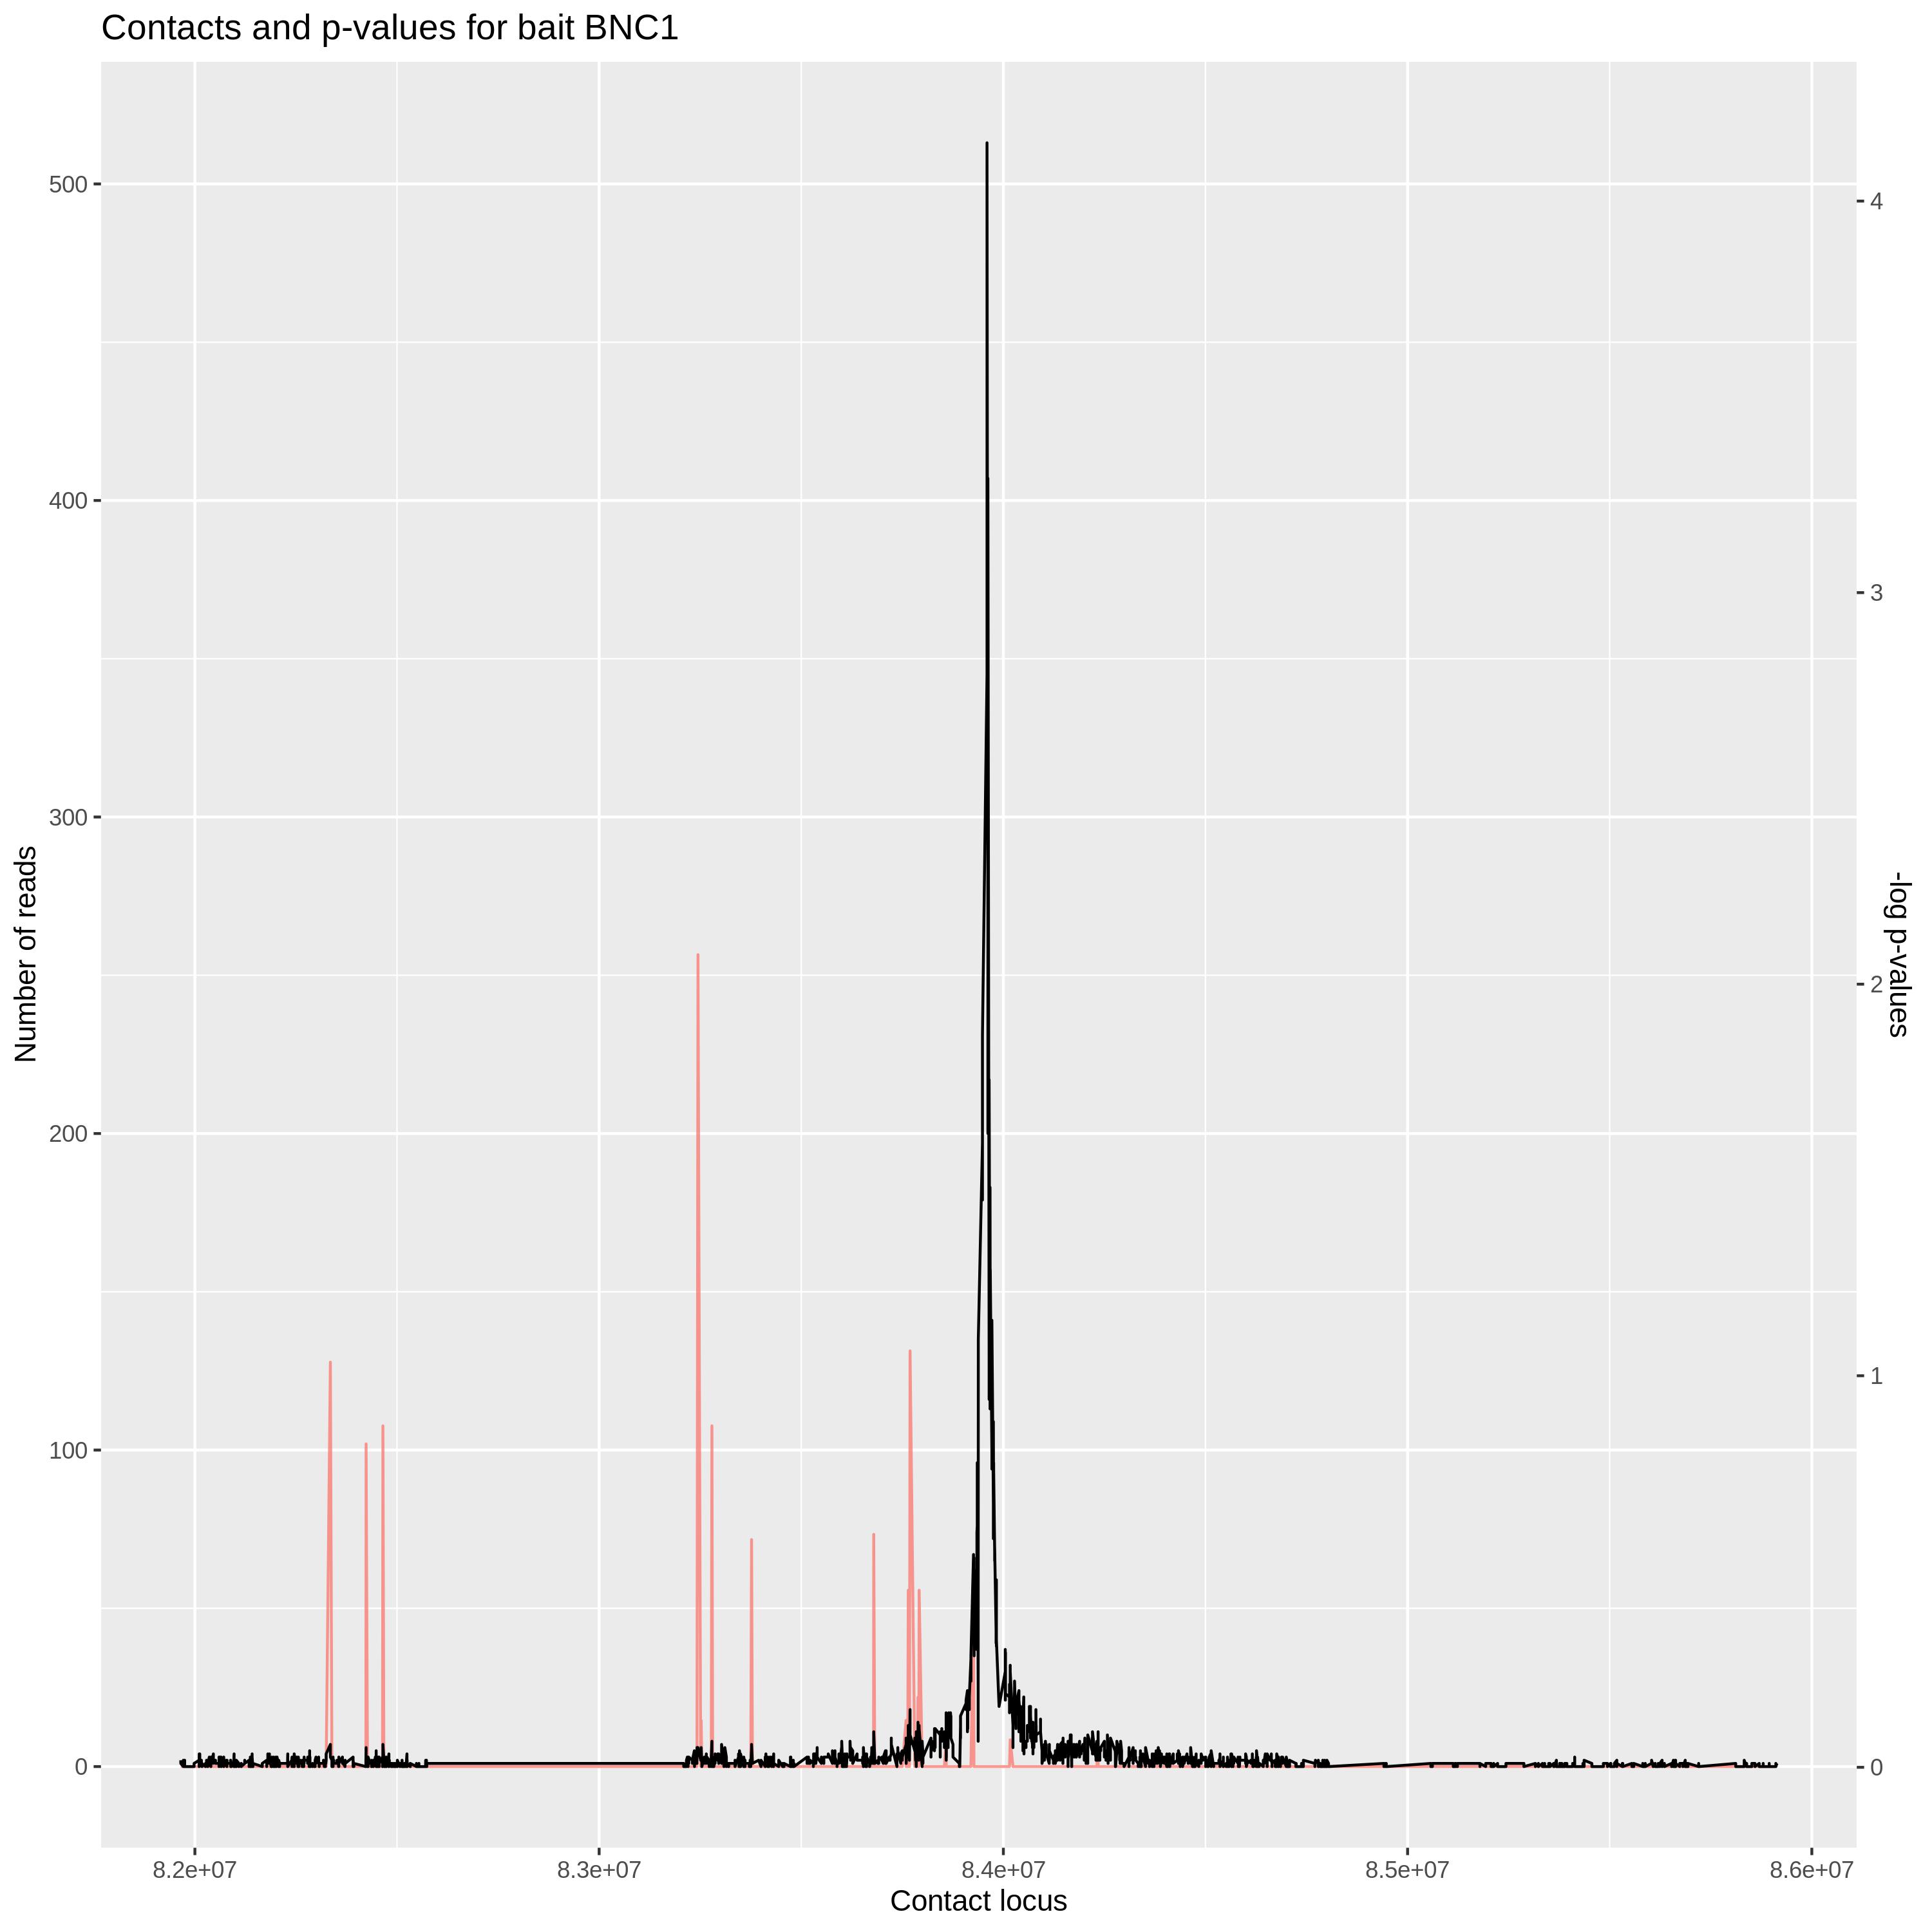 Contacts and p-values for bait BNC1
500
400
300
200
100
0
Number of reads
4
3
2
1
0
-log p-values
8.2e+07
8.3e+07
8.4e+07
8.5e+07
8.6e+07
Contact locus